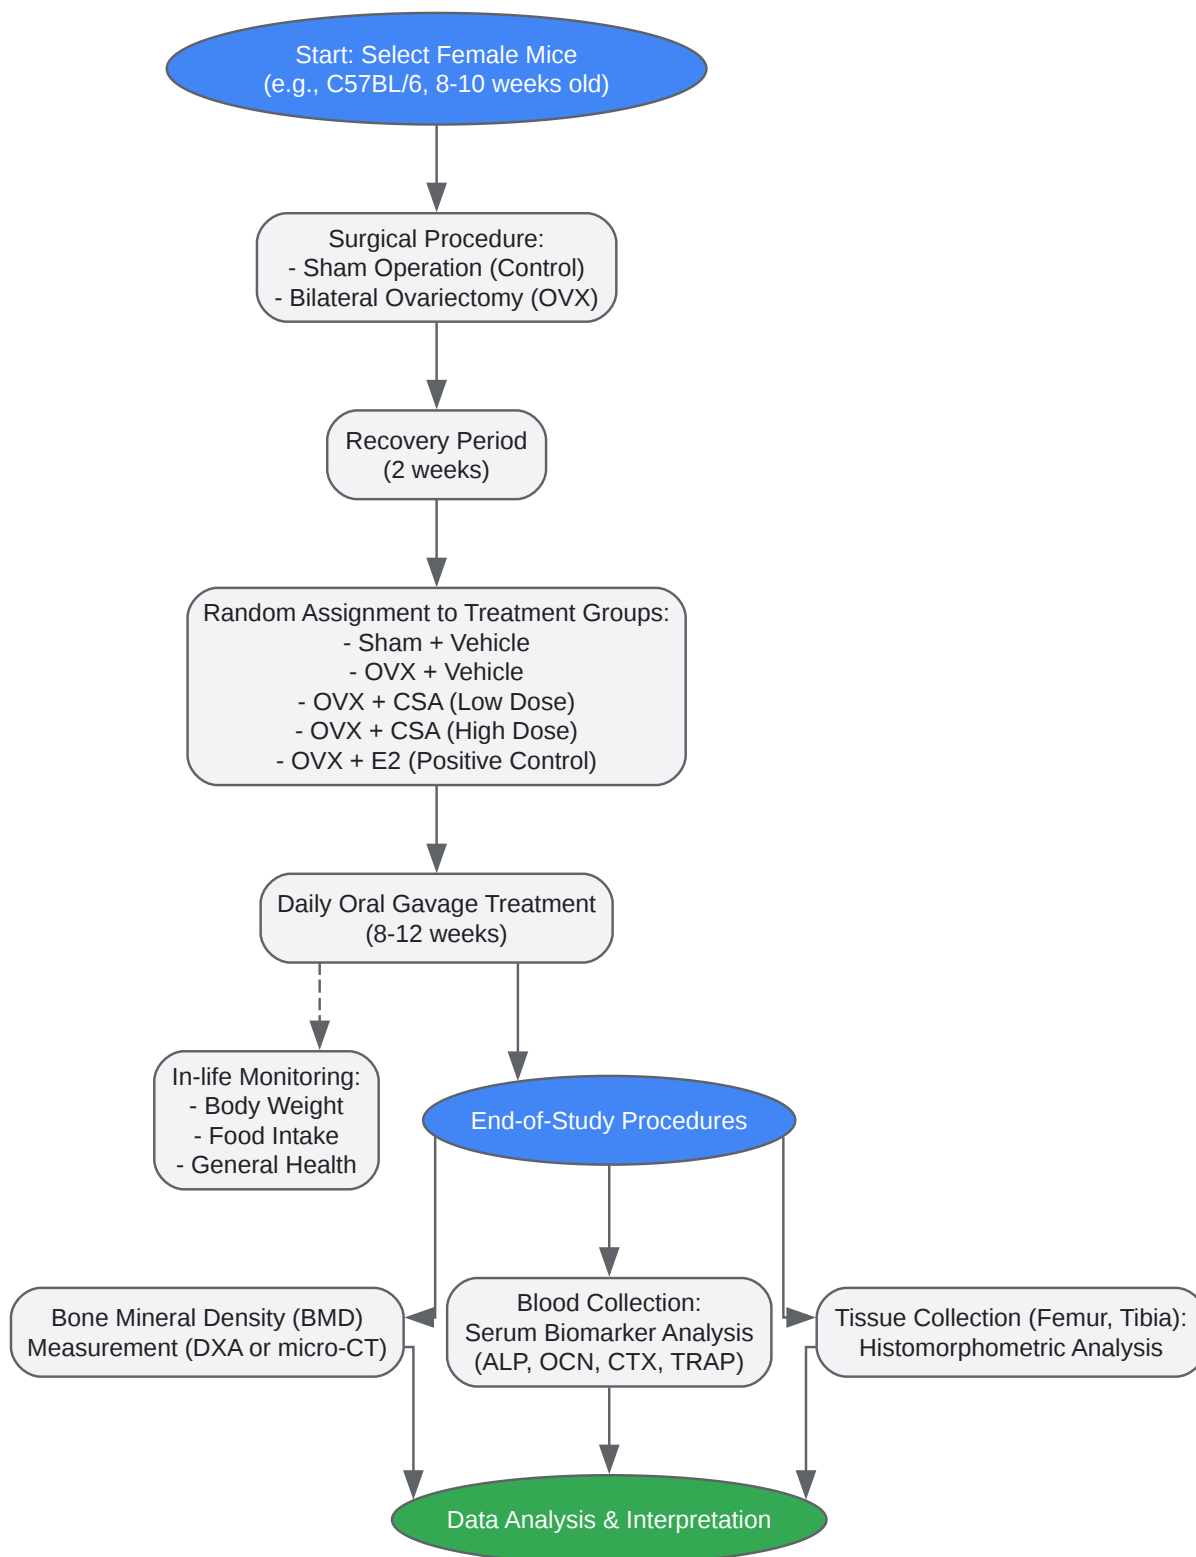 Start: Select Female Mice
(e.g., C57BL/6, 8-10 weeks old)
Surgical Procedure:
- Sham Operation (Control)
- Bilateral Ovariectomy (OVX)
Recovery Period
(2 weeks)
Random Assignment to Treatment Groups:
- Sham + Vehicle
- OVX + Vehicle
- OVX + CSA (Low Dose)
- OVX + CSA (High Dose)
- OVX + E2 (Positive Control)
Daily Oral Gavage Treatment
(8-12 weeks)
In-life Monitoring:
- Body Weight
- Food Intake
- General Health
End-of-Study Procedures
Bone Mineral Density (BMD)
Measurement (DXA or micro-CT)
Blood Collection:
Serum Biomarker Analysis
(ALP, OCN, CTX, TRAP)
Tissue Collection (Femur, Tibia):
Histomorphometric Analysis
Data Analysis & Interpretation